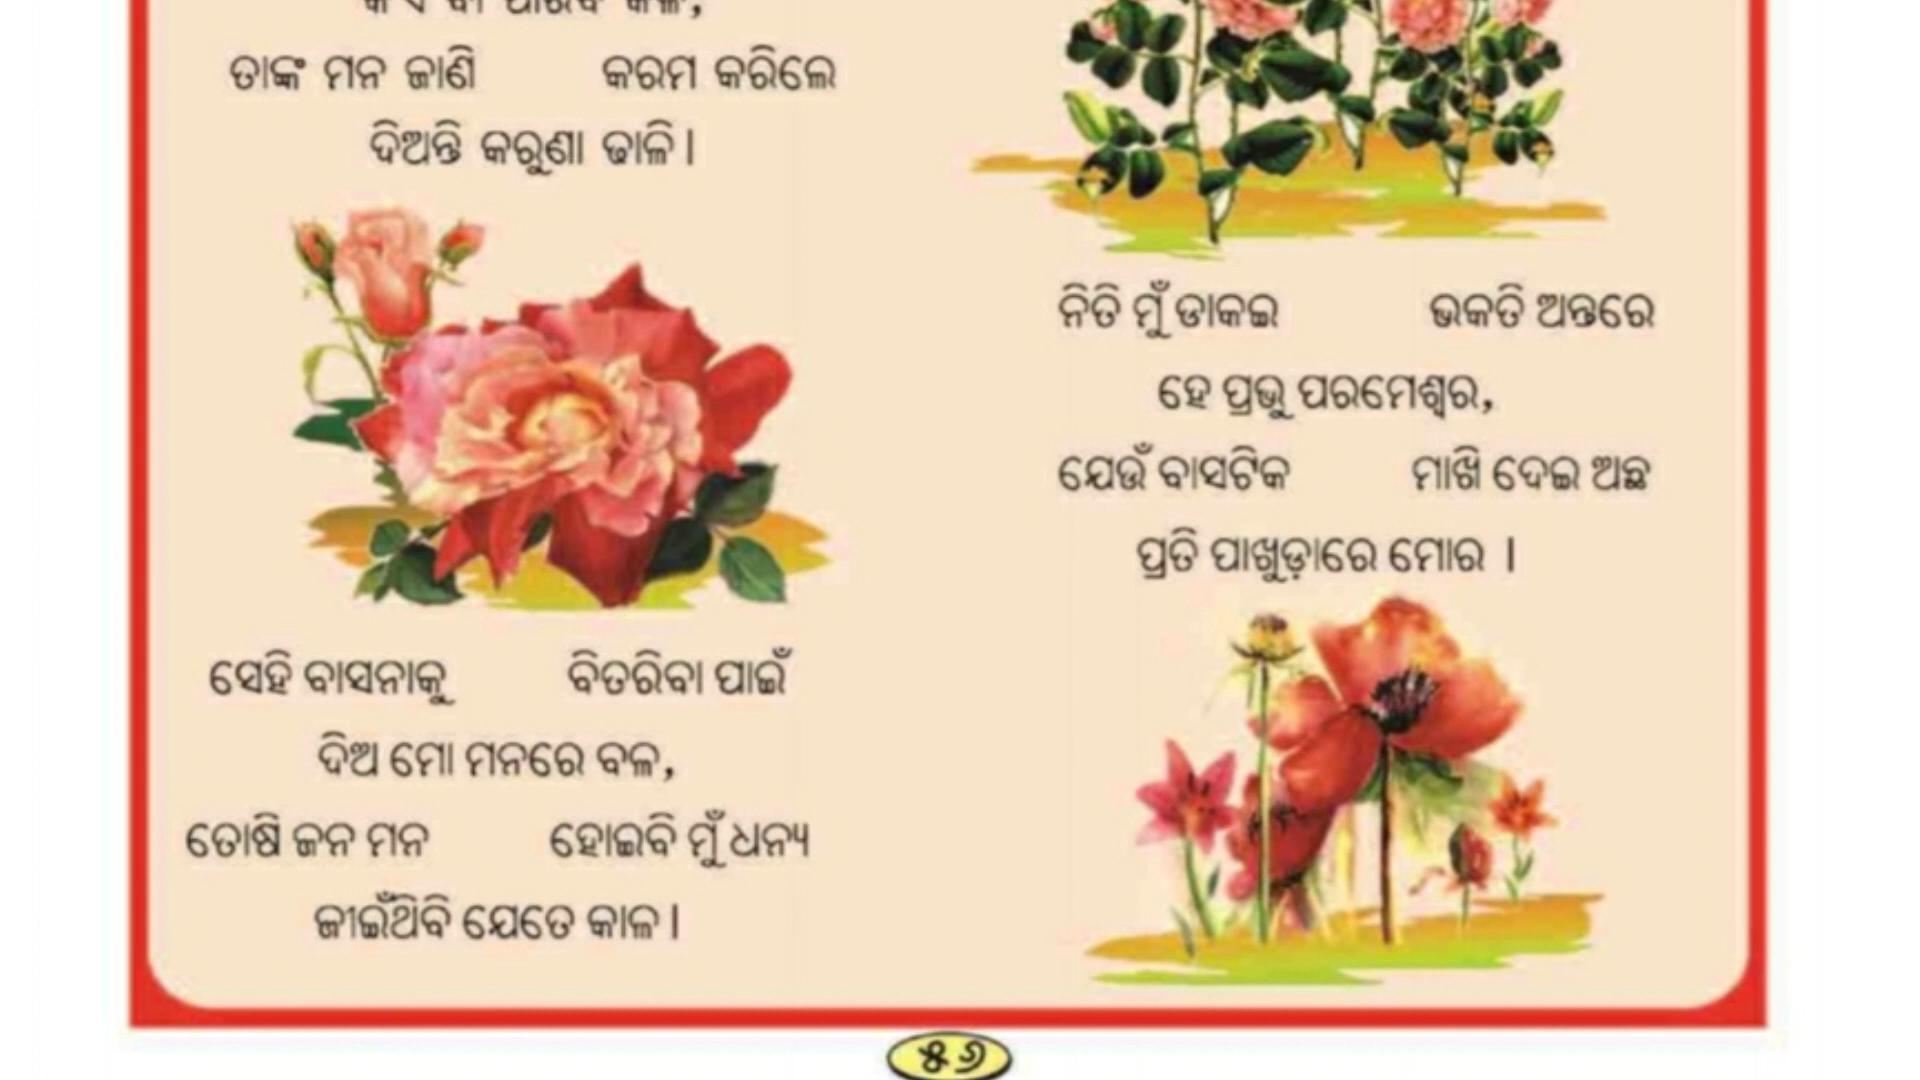 ତାଙ୍କ ମନ ଜାଣି କରମ କରିଲେ
ଦିଅନ୍ତି କରୁଣା ଢାଳି।
ନିତି ମୁଁ ଡାକଇ ଭକତି ଅନ୍ତରେ
ହେ ପ୍ରଭୁ ପରମେଶ୍ୱର,
ଯେଉଁ ବାସଟିକ ମାଖି ଦେଇ ଅଛ
ପ୍ରତି ପାଖୁଡ଼ାରେ ମୋର ।
ସେହି ବାସନାକୁ ବିତରିବା ପାଇଁ
ଦିଅ ମୋ ମନରେ ବଳ,
ତୋଷି ଜନ ମନ ହୋଇବି ମୁଁ ଧନ୍ୟ
ଜୀଇଁଥିବି ଯେତେ କାଳ।
୫୬